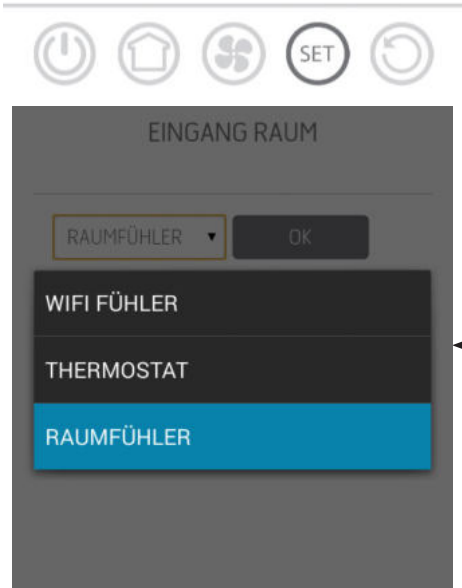 SET
EINGANG RAUM
RAUMFÜHLER OK
WIFI FÜHLER
THERMOSTAT
RAUMFÜHLER